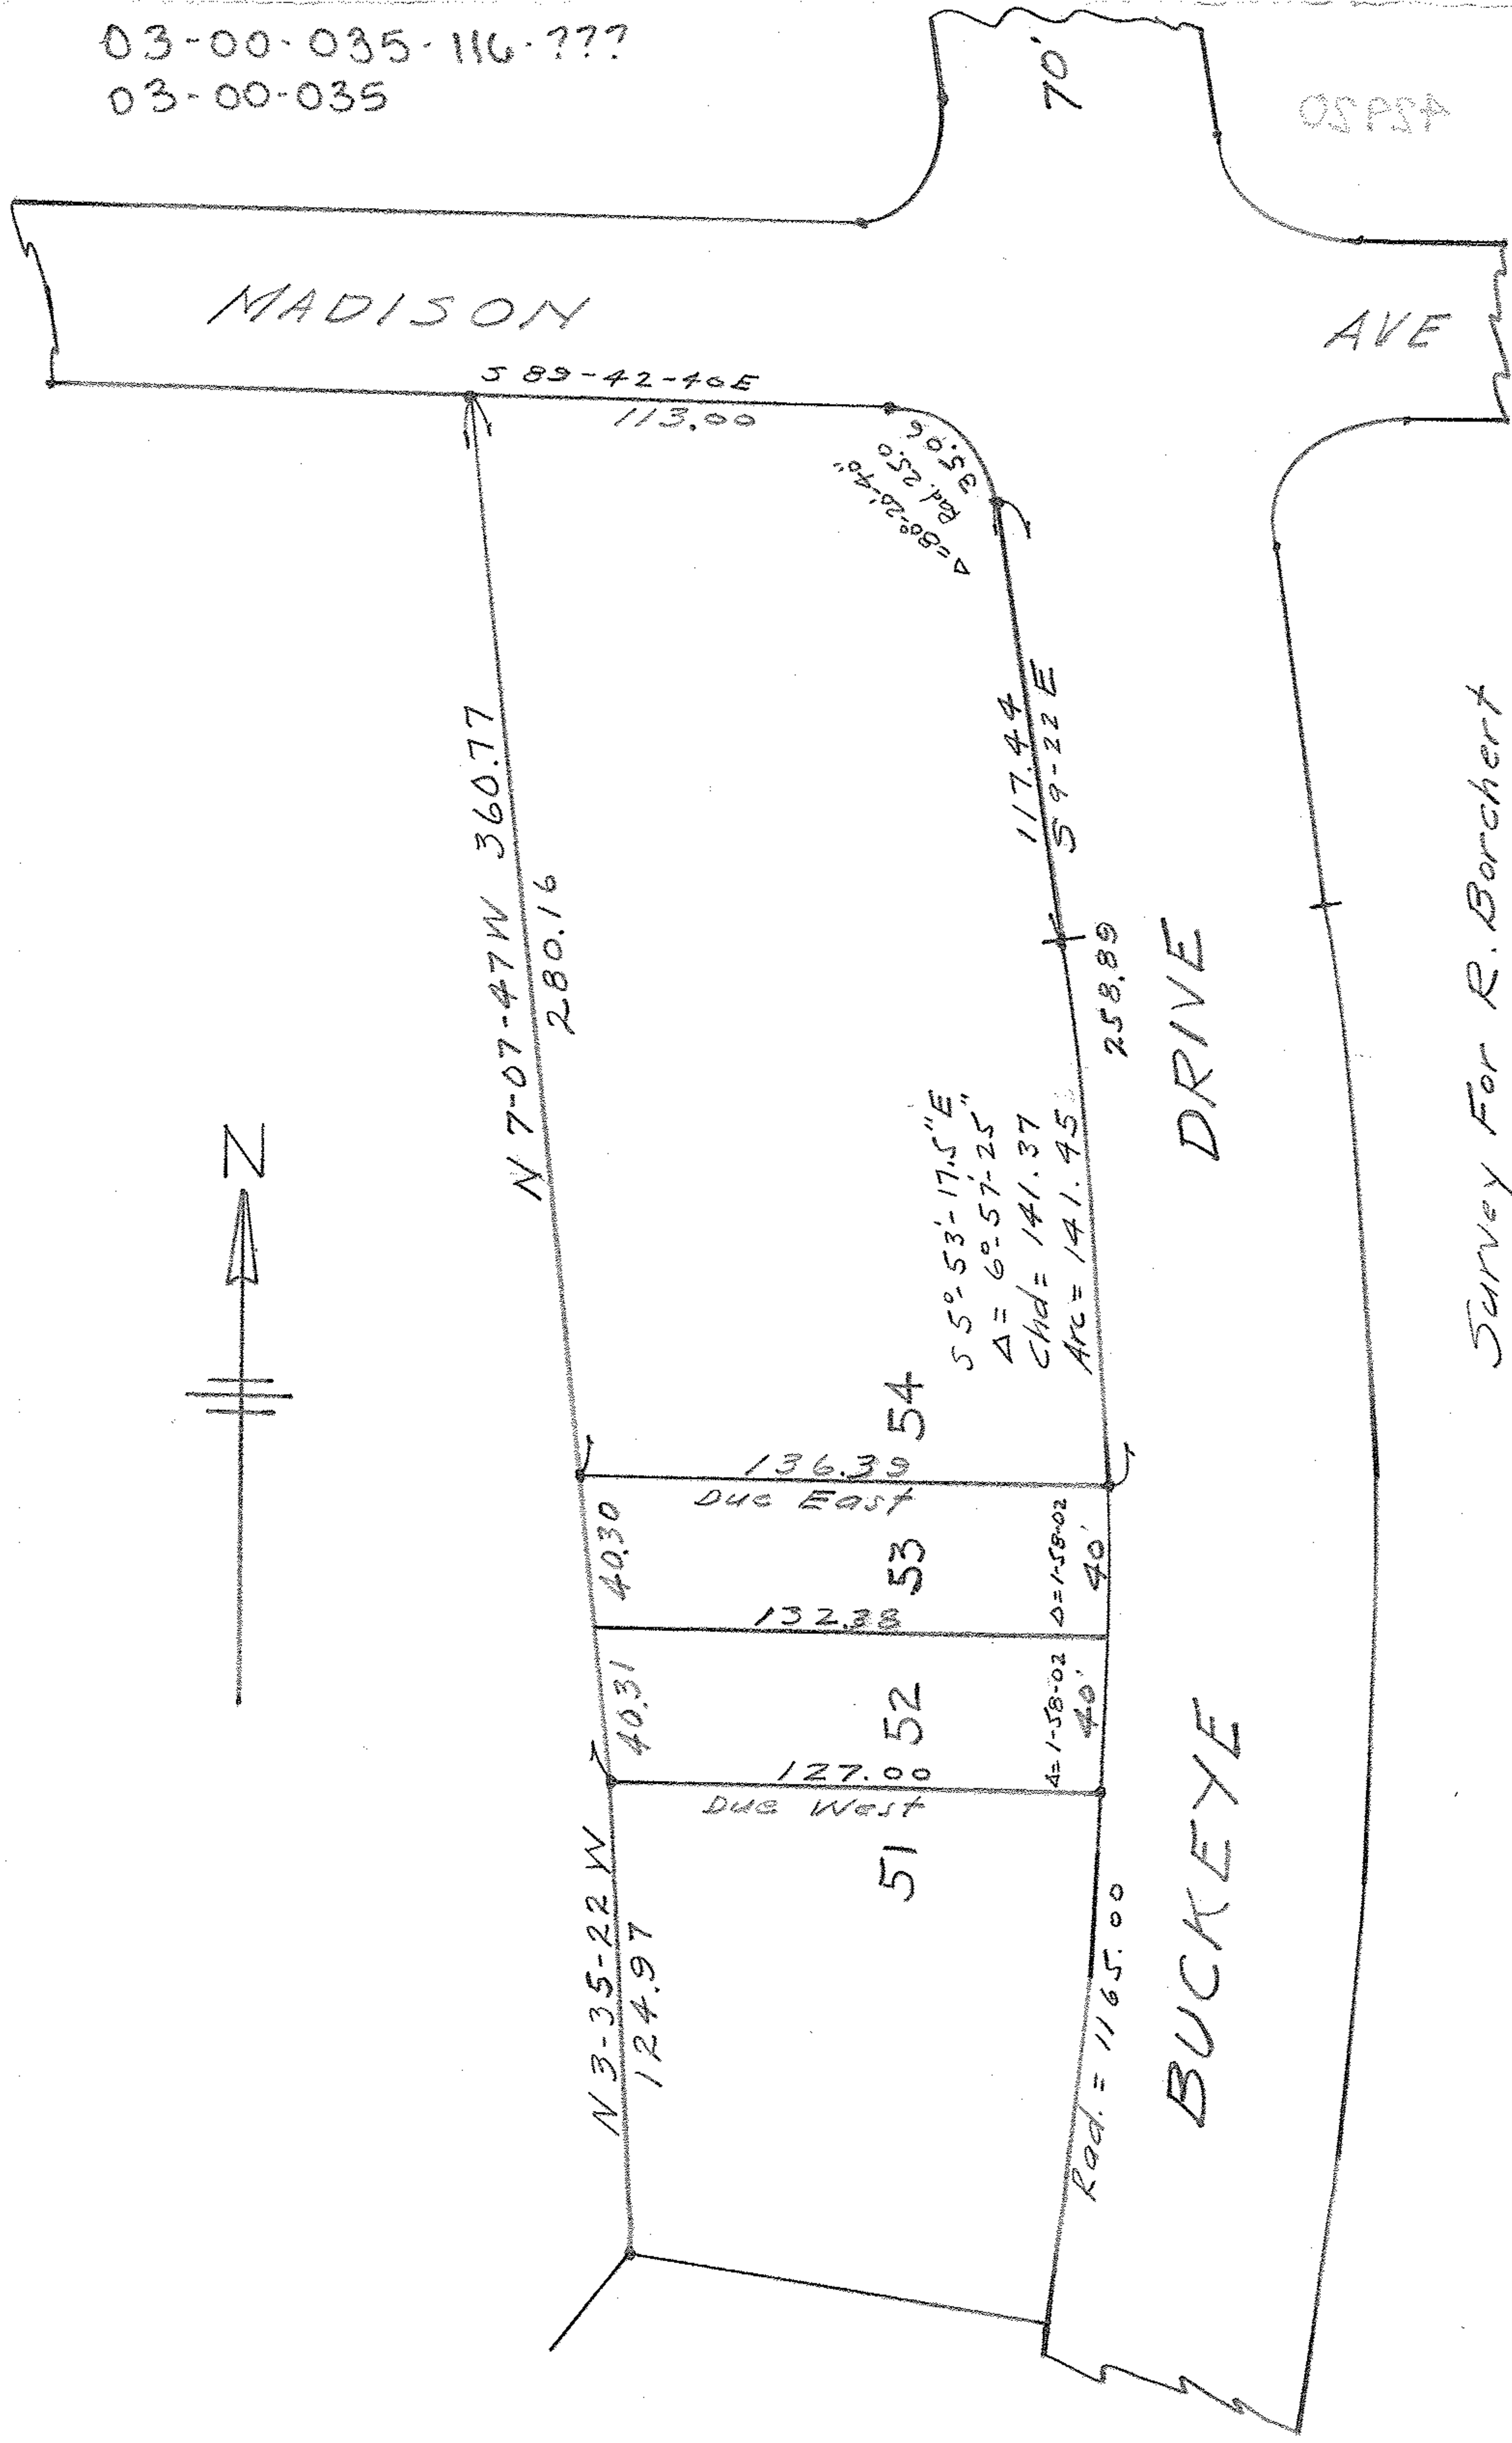 03-00-035-116-???
03-00-035
70'
MADISON
AVE
S 89-42-40E
113.00
35.06
Rad. 25.0
Δ=80°-20'-40"
N 7-07-47W 360.77
280.16
117.44
S 9-22 E
258.89
N
S 5°-53'-17.5"E
Δ= 6°-57'-25"
Chd= 141.37
Arc= 141.45
DRIVE
54
136.39
Due East
40.30
53
Δ=1-58-02
40'
132.38
40.31
52
Δ=1-58-02
40'
127.00
Due West
51
N 3-35-22 W
124.97
Rad. = 1165.00
BUCKEYE
Survey For R. Borchert